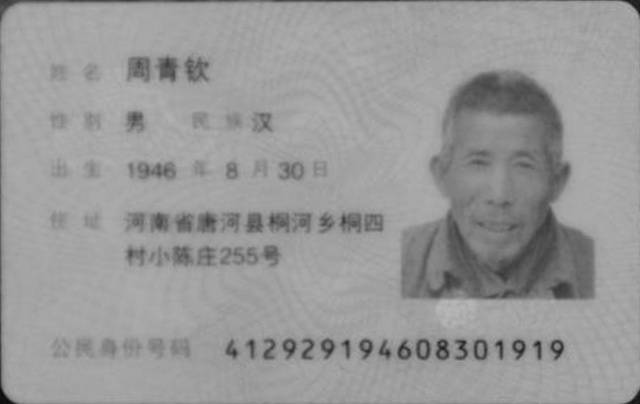 姓名 周青钦
性别 男 民族 汉
出生 1946 年 8 月 30 日
住址 河南省唐河县桐河乡桐四
村小陈庄255号
公民身份号码 412929194608301919